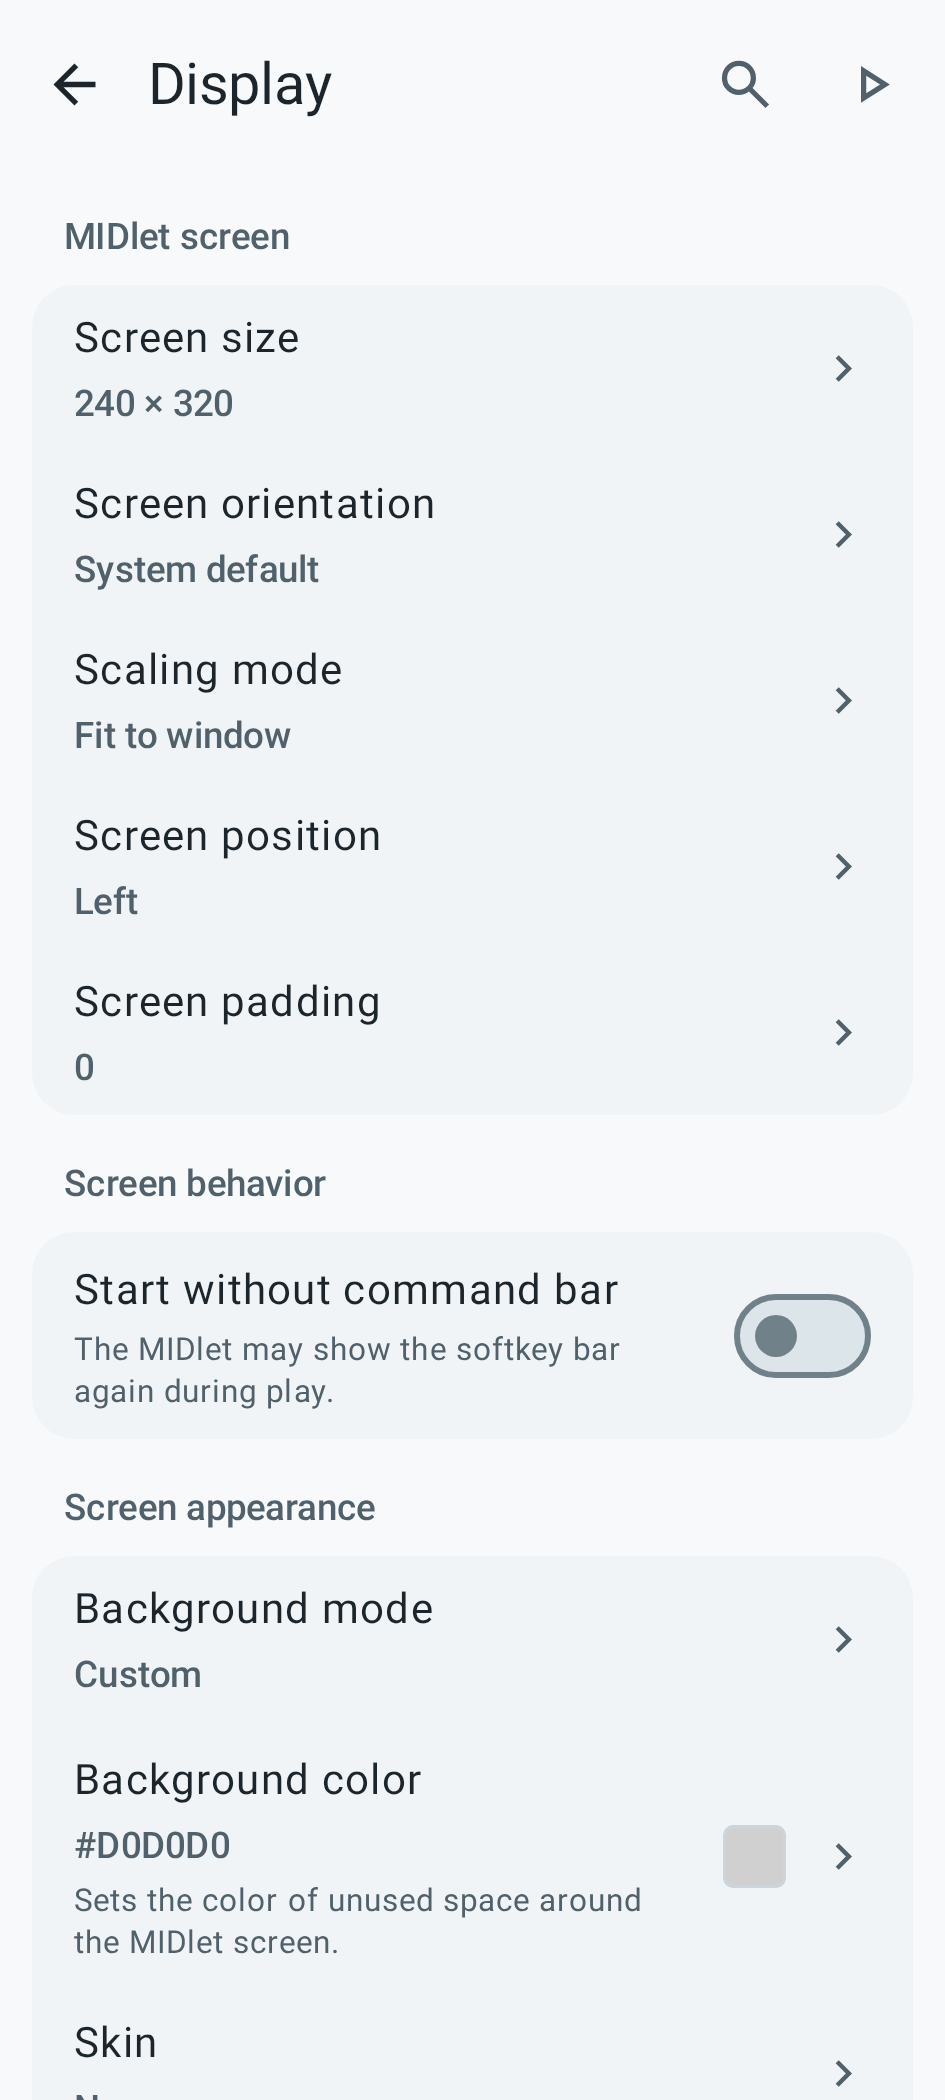 Display
MIDlet screen
Screen size
240 × 320
Screen orientation
System default
Scaling mode
Fit to window
Screen position
Left
Screen padding
0
Screen behavior
Start without command bar
The MIDlet may show the softkey bar
again during play.
Screen appearance
Background mode
Custom
Background color
#D0D0D0
Sets the color of unused space around
the MIDlet screen.
Skin